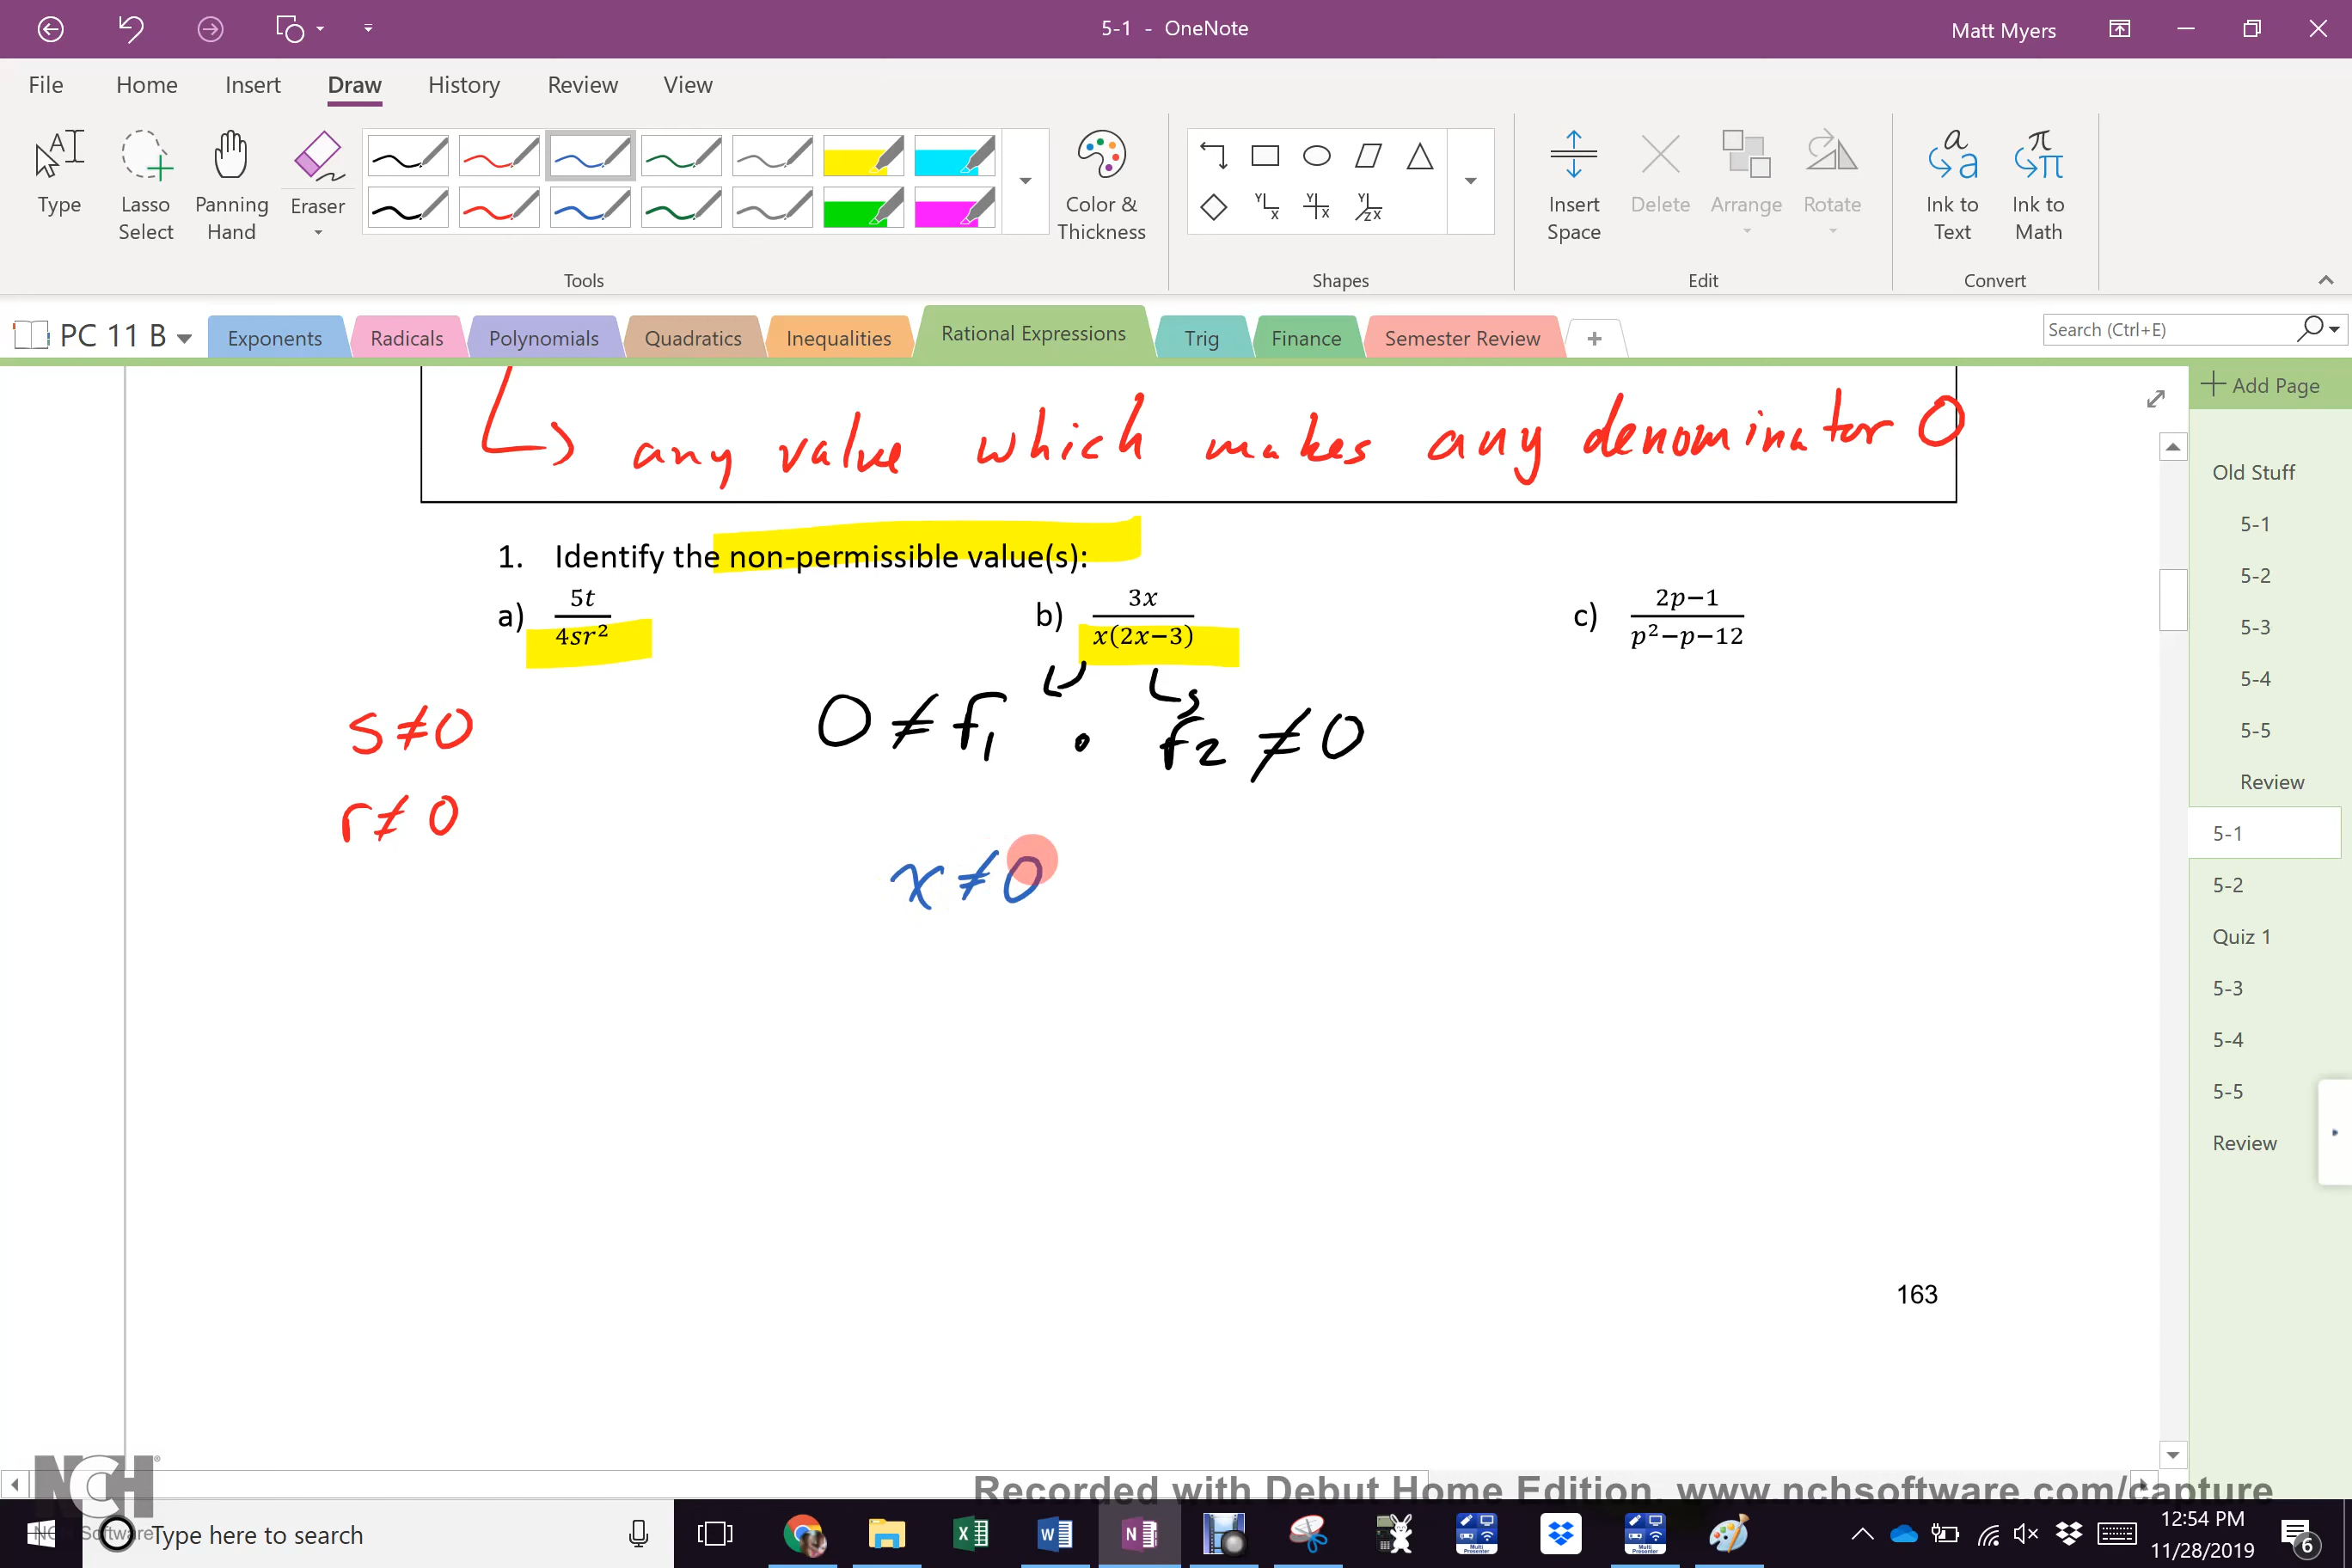 5-1 - OneNote
Matt Myers
File Home Insert Draw History Review View
Type
Lasso Select
Panning Hand
Eraser
Color & Thickness
Insert Space
Delete
Arrange
Rotate
Ink to Text
Ink to Math
Tools
Shapes
Edit
Convert
PC 11 B
Exponents Radicals Polynomials Quadratics Inequalities Rational Expressions Trig Finance Semester Review
Search (Ctrl+E)
Add Page
Old Stuff
5-1
5-2
5-3
5-4
5-5
Review
5-1
5-2
Quiz 1
5-3
5-4
5-5
Review
↳ any value which makes any denominator 0
1. Identify the non-permissible value(s):
a) 5t/4sr²
b) 3x/x(2x−3)
c) 2p−1/p²−p−12
s ≠ 0
r ≠ 0
0 ≠ f₁ · f₂ ≠ 0
x ≠ 0
163
NCH
NCH Software
Recorded with Debut Home Edition. www.nchsoftware.com/capture
Type here to search
12:54 PM
11/28/2019
6